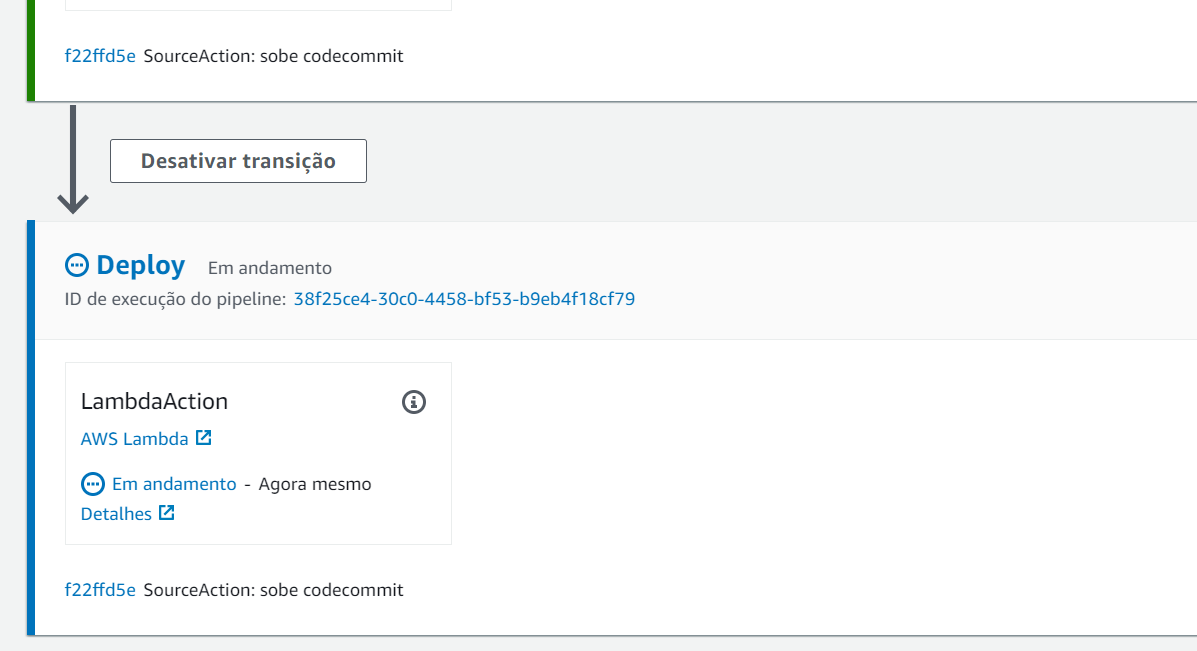 f22ffd5e SourceAction: sobe codecommit
Desativar transição
Deploy Em andamento
ID de execução do pipeline: 38f25ce4-30c0-4458-bf53-b9eb4f18cf79
LambdaAction
AWS Lambda
Em andamento - Agora mesmo
Detalhes
f22ffd5e SourceAction: sobe codecommit